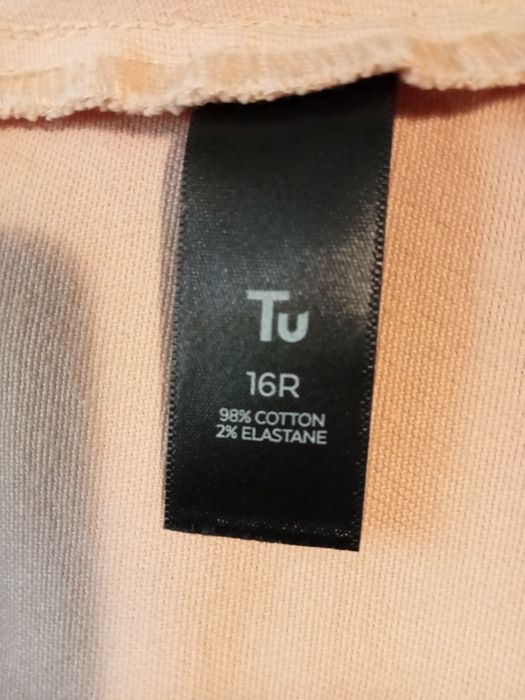 Tu
16R
98% COTTON
2% ELASTANE